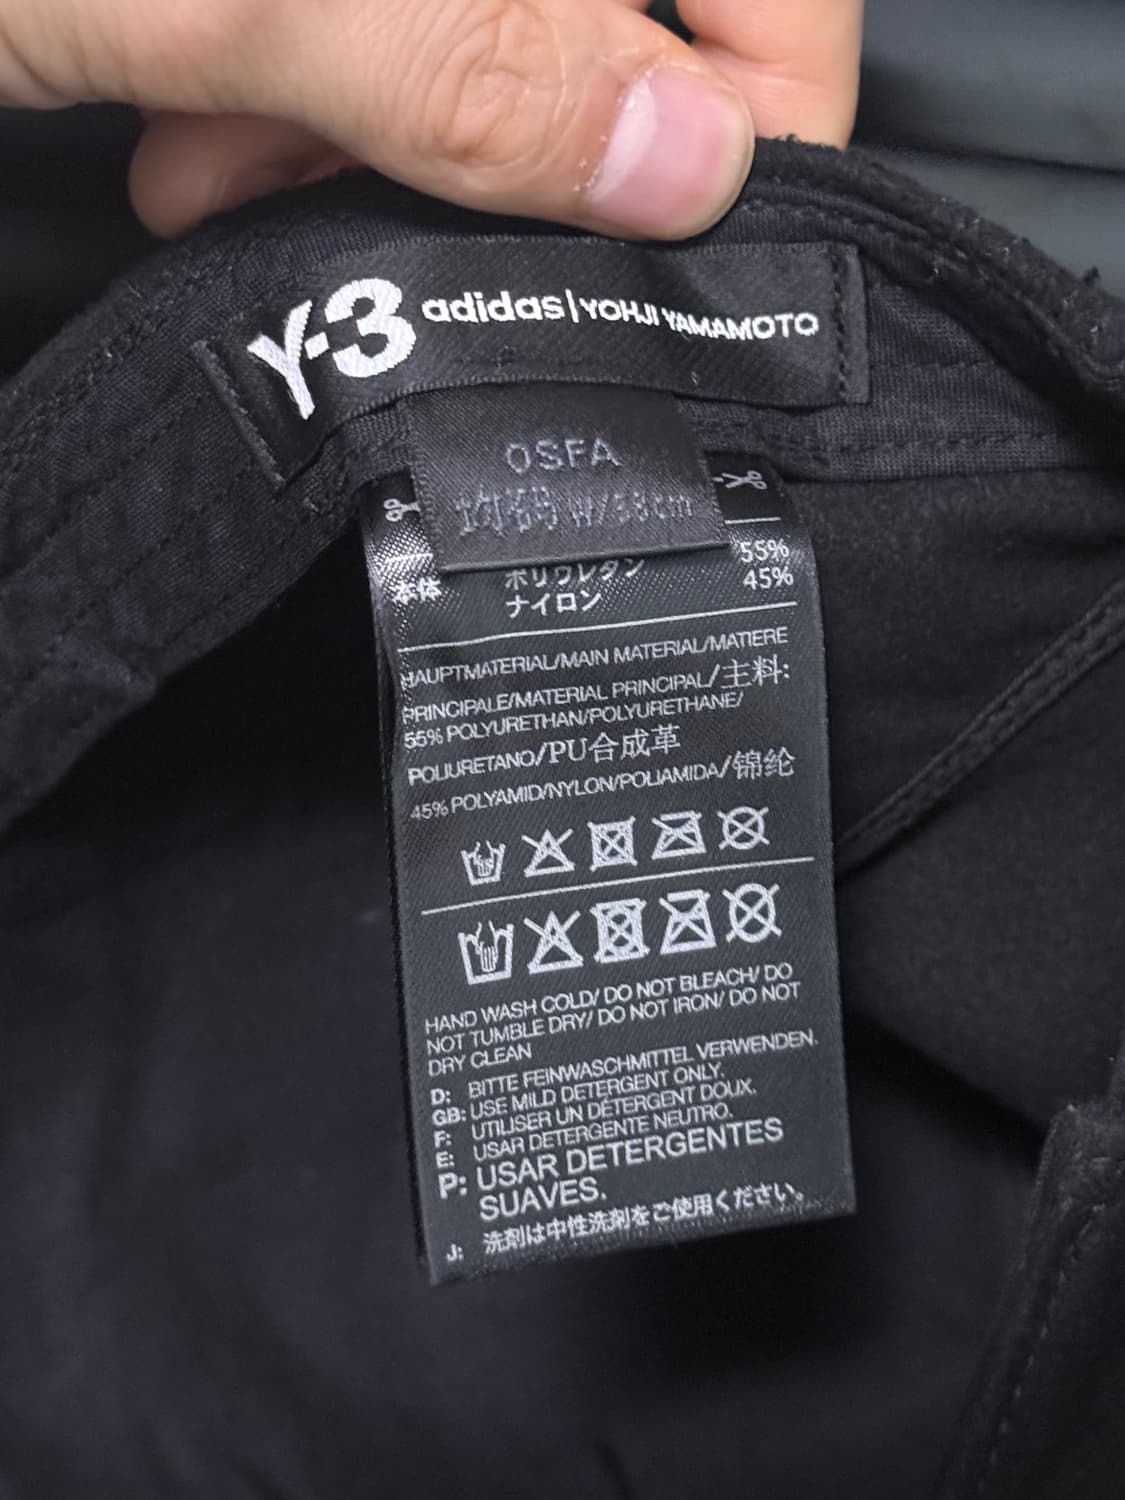 Y-3 adidas | YOHJI YAMAMOTO
OSFA
均码 W/58cm
本体 ポリウレタン 55%
ナイロン 45%
HAUPTMATERIAL/MAIN MATERIAL/MATIERE
PRINCIPALE/MATERIAL PRINCIPAL/主料:
55% POLYURETHAN/POLYURETHANE/
POLIURETANO/PU合成革
45% POLYAMID/NYLON/POLIAMIDA/锦纶
HAND WASH COLD/ DO NOT BLEACH/ DO
NOT TUMBLE DRY/ DO NOT IRON/ DO NOT
DRY CLEAN
D: BITTE FEINWASCHMITTEL VERWENDEN.
GB: USE MILD DETERGENT ONLY.
F: UTILISER UN DÉTERGENT DOUX.
E: USAR DETERGENTE NEUTRO.
P: USAR DETERGENTES
SUAVES.
J: 洗剤は中性洗剤をご使用ください。